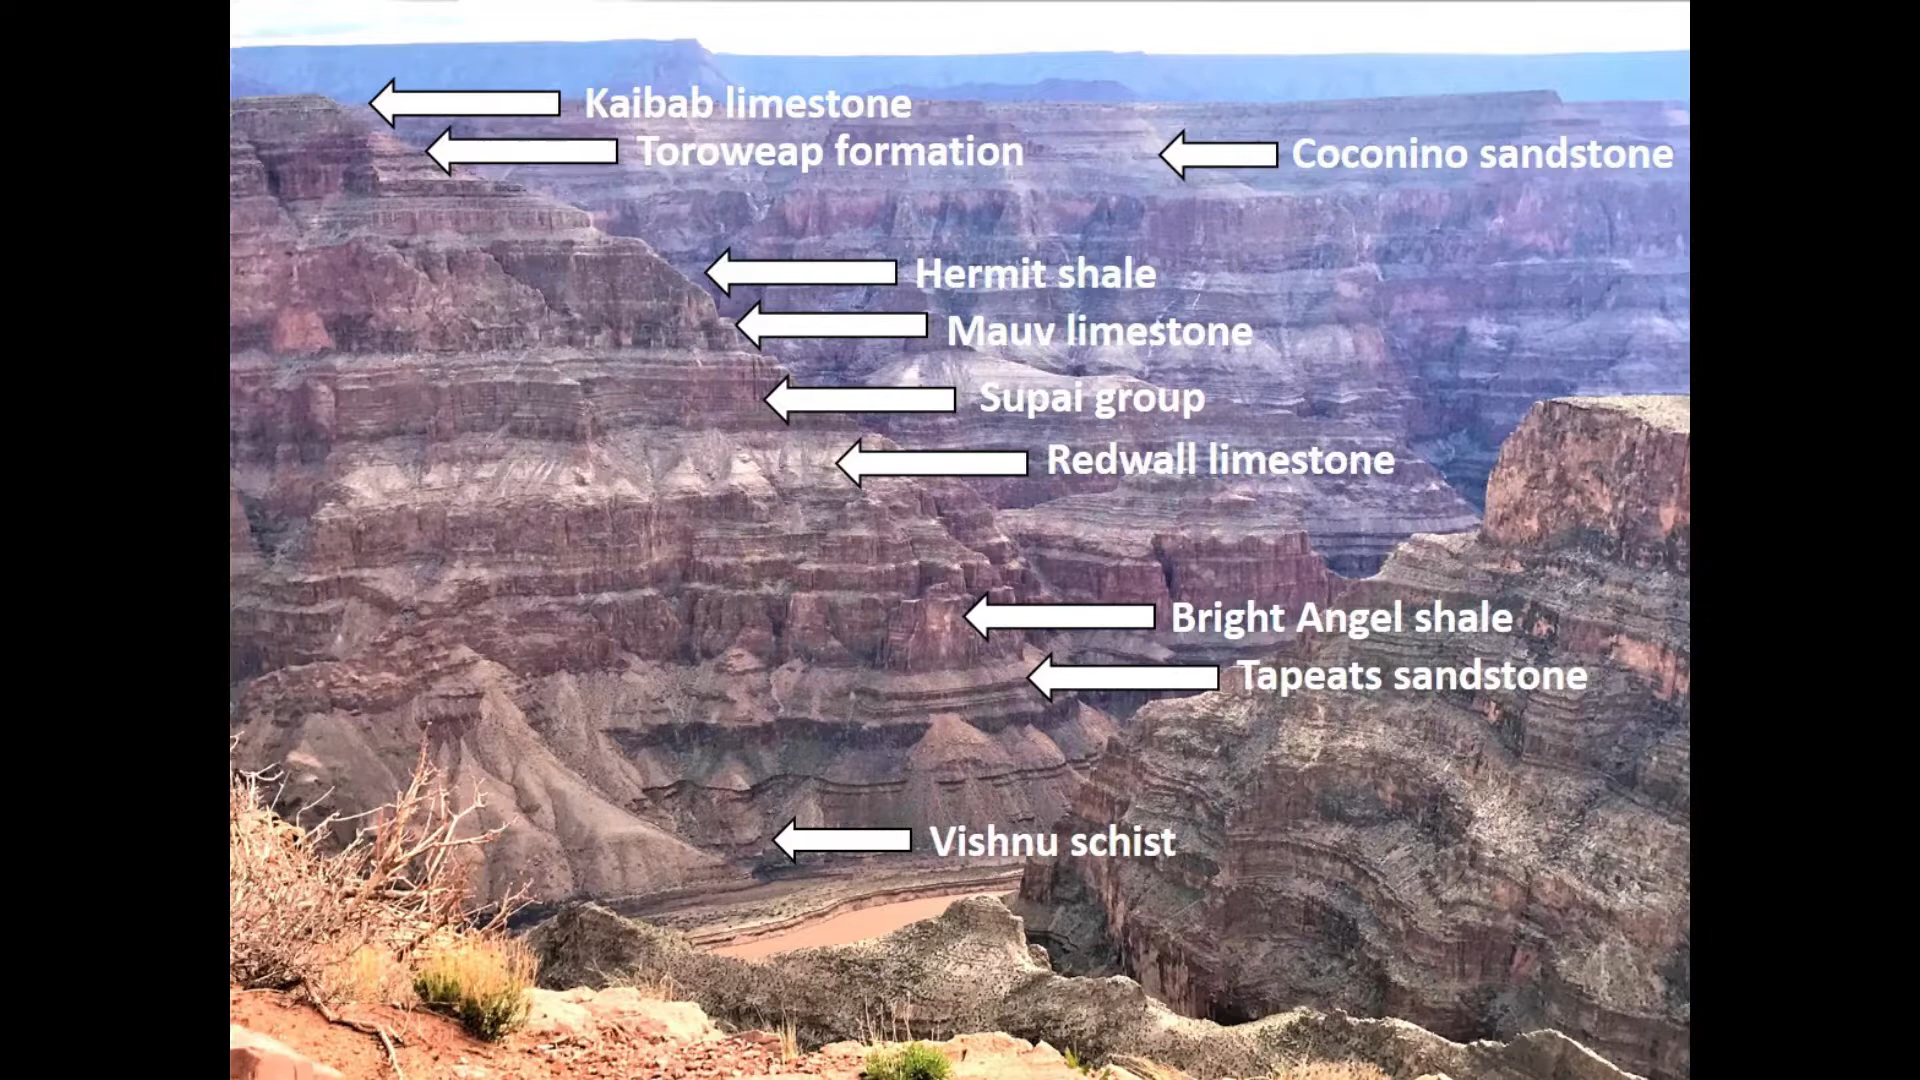 Kaibab limestone
Toroweap formation
Coconino sandstone
Hermit shale
Mauv limestone
Supai group
Redwall limestone
Bright Angel shale
Tapeats sandstone
Vishnu schist